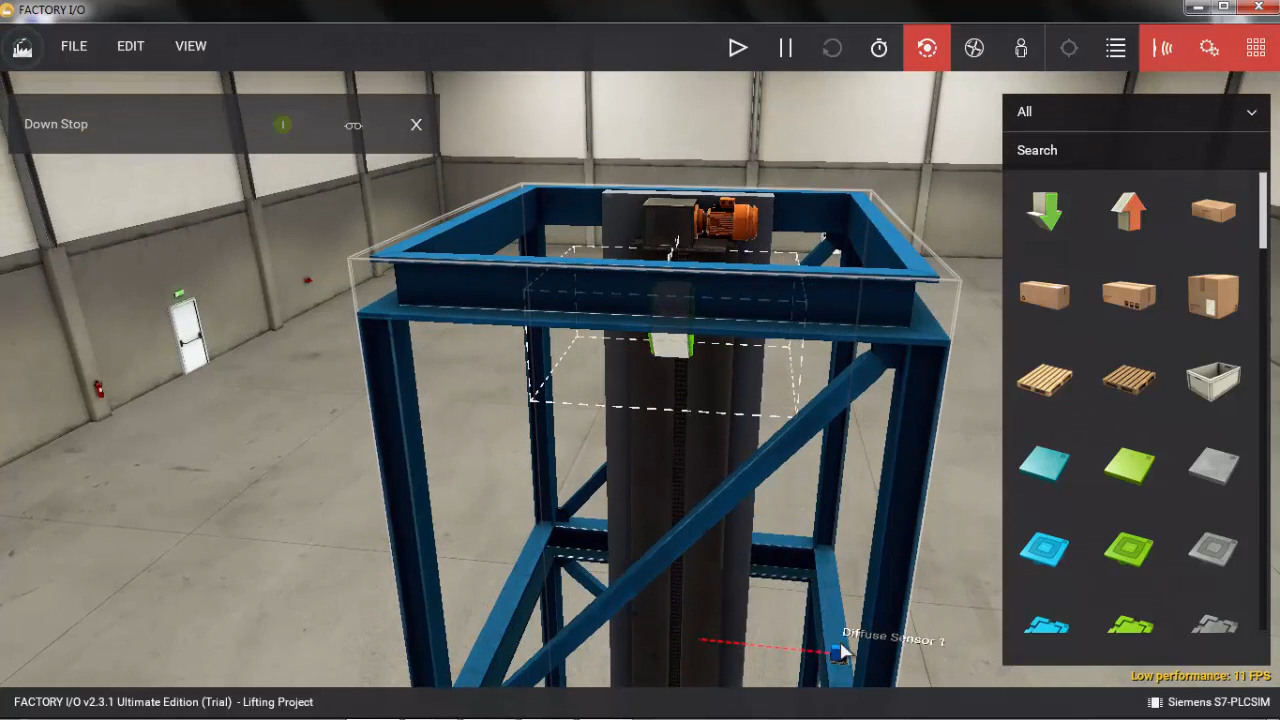 FACTORY I/O
FILE EDIT VIEW
Down Stop
X
All
Search
Diffuse Sensor ?
Low performance: 11 FPS
FACTORY I/O v2.3.1 Ultimate Edition (Trial) - Lifting Project
Siemens S7-PLCSIM